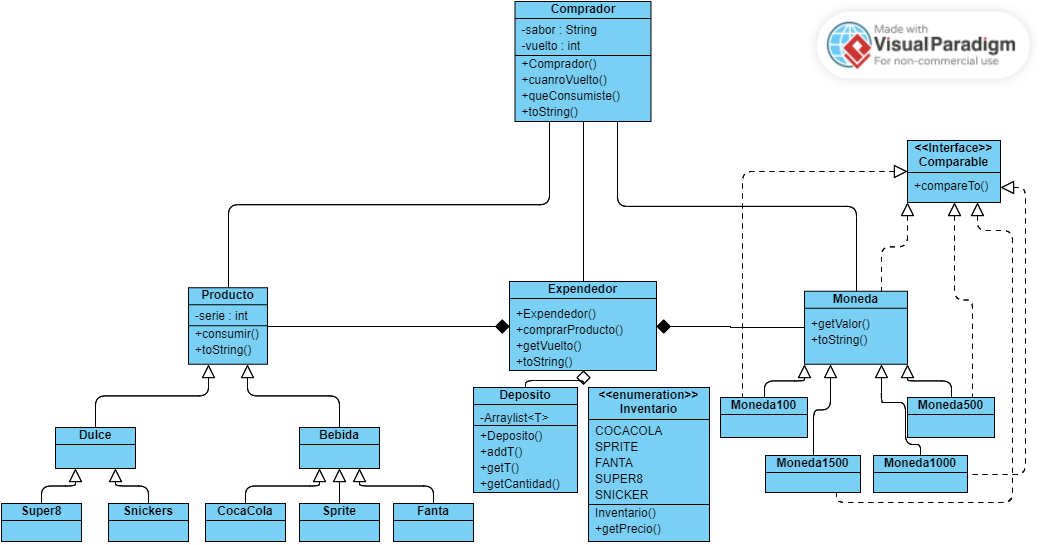 Comprador
-sabor : String
-vuelto : int
+Comprador()
+cuanroVuelto()
+queConsumiste()
+toString()
Made with
Visual Paradigm
For non-commercial use
<<Interface>>
Comparable
+compareTo()
Producto
-serie : int
+consumir()
+toString()
Expendedor
+Expendedor()
+comprarProducto()
+getVuelto()
+toString()
Moneda
+getValor()
+toString()
Deposito
-Arraylist<T>
+Deposito()
+addT()
+getT()
+getCantidad()
<<enumeration>>
Inventario
COCACOLA
SPRITE
FANTA
SUPER8
SNICKER
Inventario()
+getPrecio()
Moneda100
Moneda500
Moneda1500
Moneda1000
Dulce
Bebida
Super8
Snickers
CocaCola
Sprite
Fanta